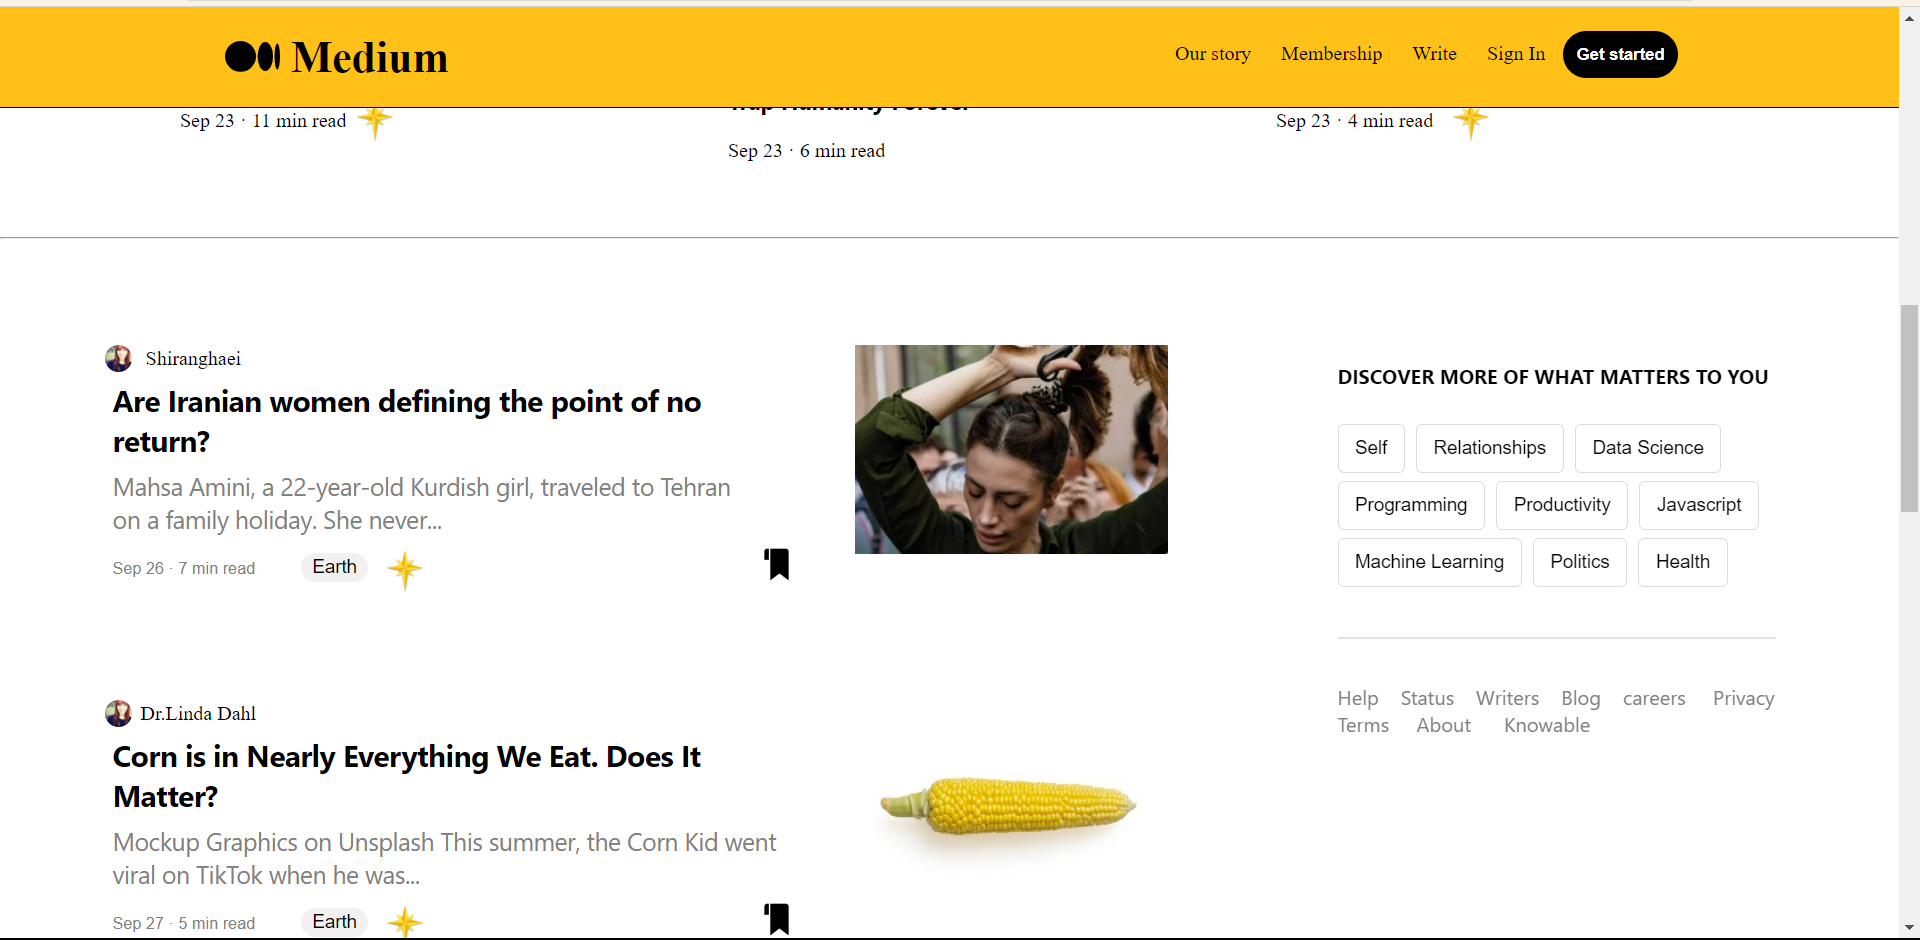 Medium
Our story Membership Write Sign In Get started
Trap Humanity Forever
Sep 23 · 11 min read
Sep 23 · 6 min read
Sep 23 · 4 min read
Shiranghaei
Are Iranian women defining the point of no
return?
Mahsa Amini, a 22-year-old Kurdish girl, traveled to Tehran
on a family holiday. She never...
Sep 26 · 7 min read Earth
Dr.Linda Dahl
Corn is in Nearly Everything We Eat. Does It
Matter?
Mockup Graphics on Unsplash This summer, the Corn Kid went
viral on TikTok when he was...
Sep 27 · 5 min read Earth
DISCOVER MORE OF WHAT MATTERS TO YOU
Self Relationships Data Science
Programming Productivity Javascript
Machine Learning Politics Health
Help Status Writers Blog careers Privacy
Terms About Knowable